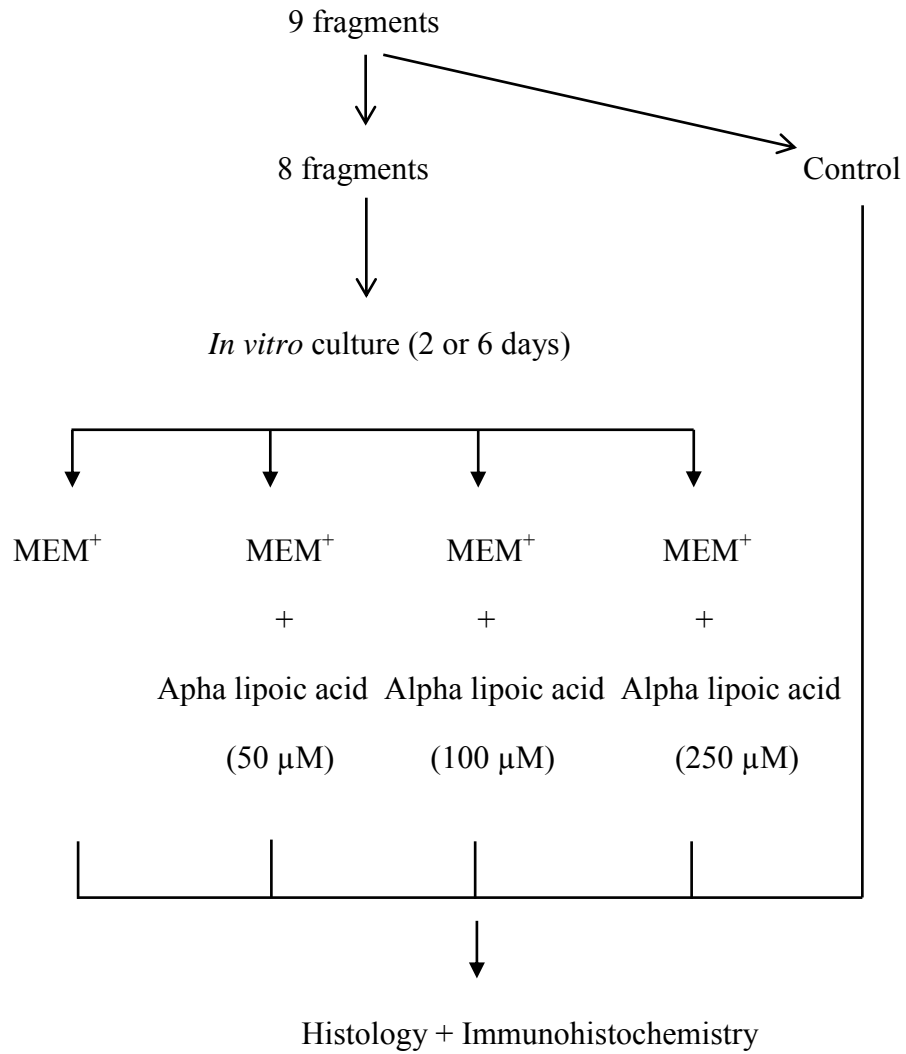 9 fragments
8 fragments
Control
In vitro culture (2 or 6 days)
MEM⁺ MEM⁺ MEM⁺ MEM⁺
+ + +
Apha lipoic acid Alpha lipoic acid Alpha lipoic acid
(50 µM) (100 µM) (250 µM)
Histology + Immunohistochemistry